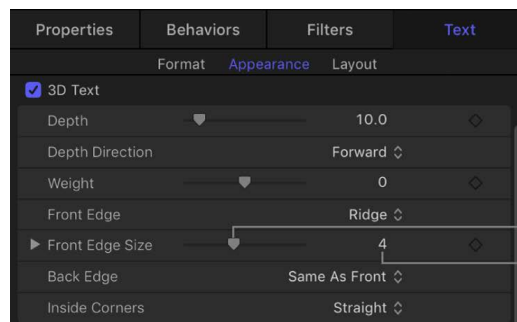 Properties Behaviors Filters Text
Format Appearance Layout
3D Text
Depth 10.0
Depth Direction Forward
Weight 0
Front Edge Ridge
Front Edge Size 4
Back Edge Same As Front
Inside Corners Straight